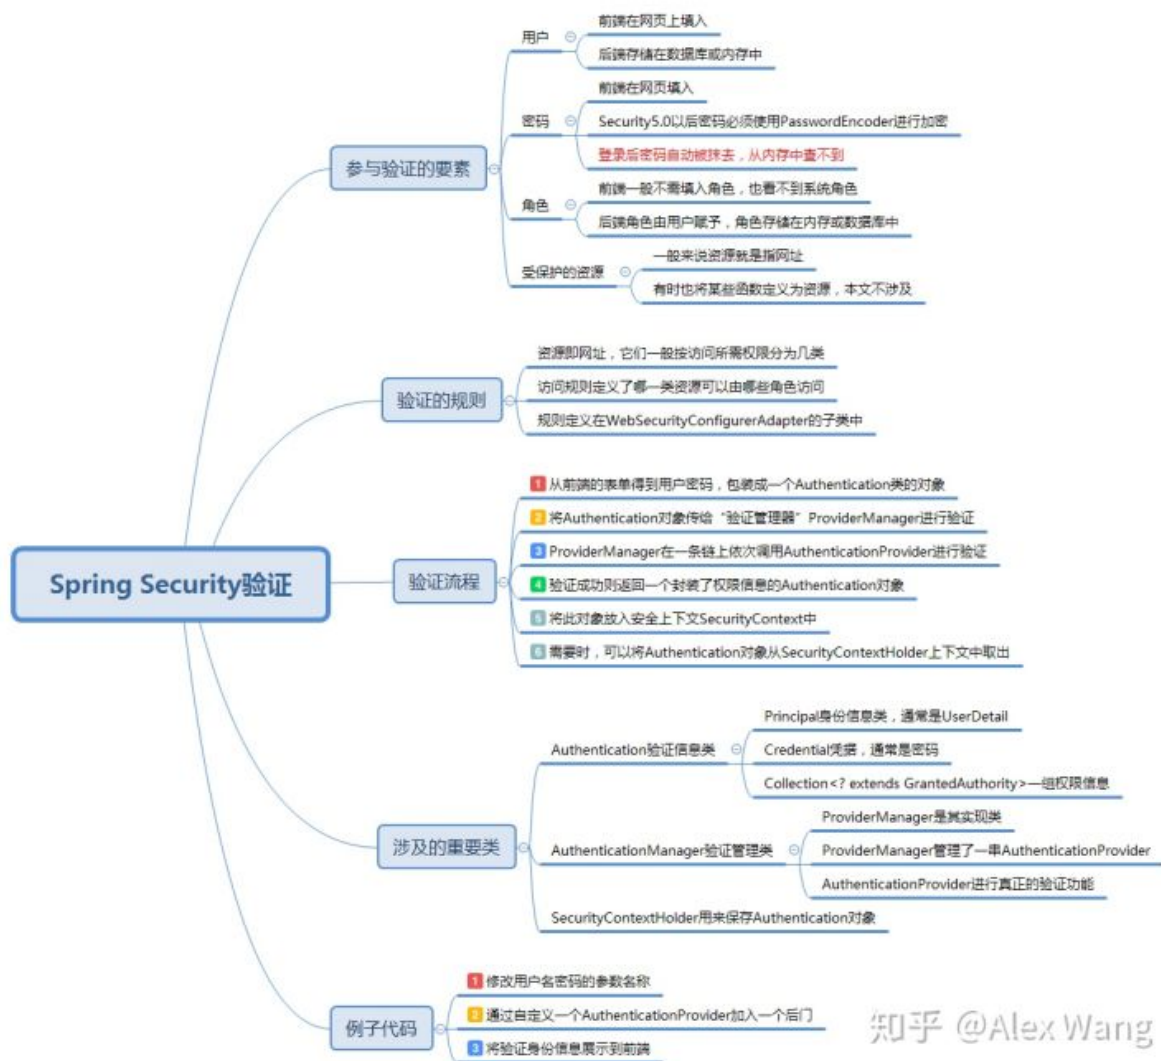 Spring Security验证
参与验证的要素
用户
前端在网页上填入
后端存储在数据库或内存中
密码
前端在网页填入
Security5.0以后密码必须使用PasswordEncoder进行加密
登录后密码自动被抹去，从内存中查不到
角色
前端一般不需填入角色，也看不到系统角色
后端角色由用户赋予，角色存储在内存或数据库中
受保护的资源
一般来说资源就是指网址
有时也将某些函数定义为资源，本文不涉及
验证的规则
资源即网址，它们一般按访问所需权限分为几类
访问规则定义了哪一类资源可以由哪些角色访问
规则定义在WebSecurityConfigurerAdapter的子类中
验证流程
1 从前端的表单得到用户密码，包装成一个Authentication类的对象
2 将Authentication对象传给“验证管理器”ProviderManager进行验证
3 ProviderManager在一条链上依次调用AuthenticationProvider进行验证
4 验证成功则返回一个封装了权限信息的Authentication对象
5 将此对象放入安全上下文SecurityContext中
6 需要时，可以将Authentication对象从SecurityContextHolder上下文中取出
涉及的重要类
Authentication验证信息类
Principal身份信息类，通常是UserDetail
Credential凭据，通常是密码
Collection<? extends GrantedAuthority>一组权限信息
AuthenticationManager验证管理类
ProviderManager是其实现类
ProviderManager管理了一串AuthenticationProvider
AuthenticationProvider进行真正的验证功能
SecurityContextHolder用来保存Authentication对象
例子代码
1 修改用户名密码的参数名称
2 通过自定义一个AuthenticationProvider加入一个后门
3 将验证身份信息展示到前端
知乎 @Alex Wang